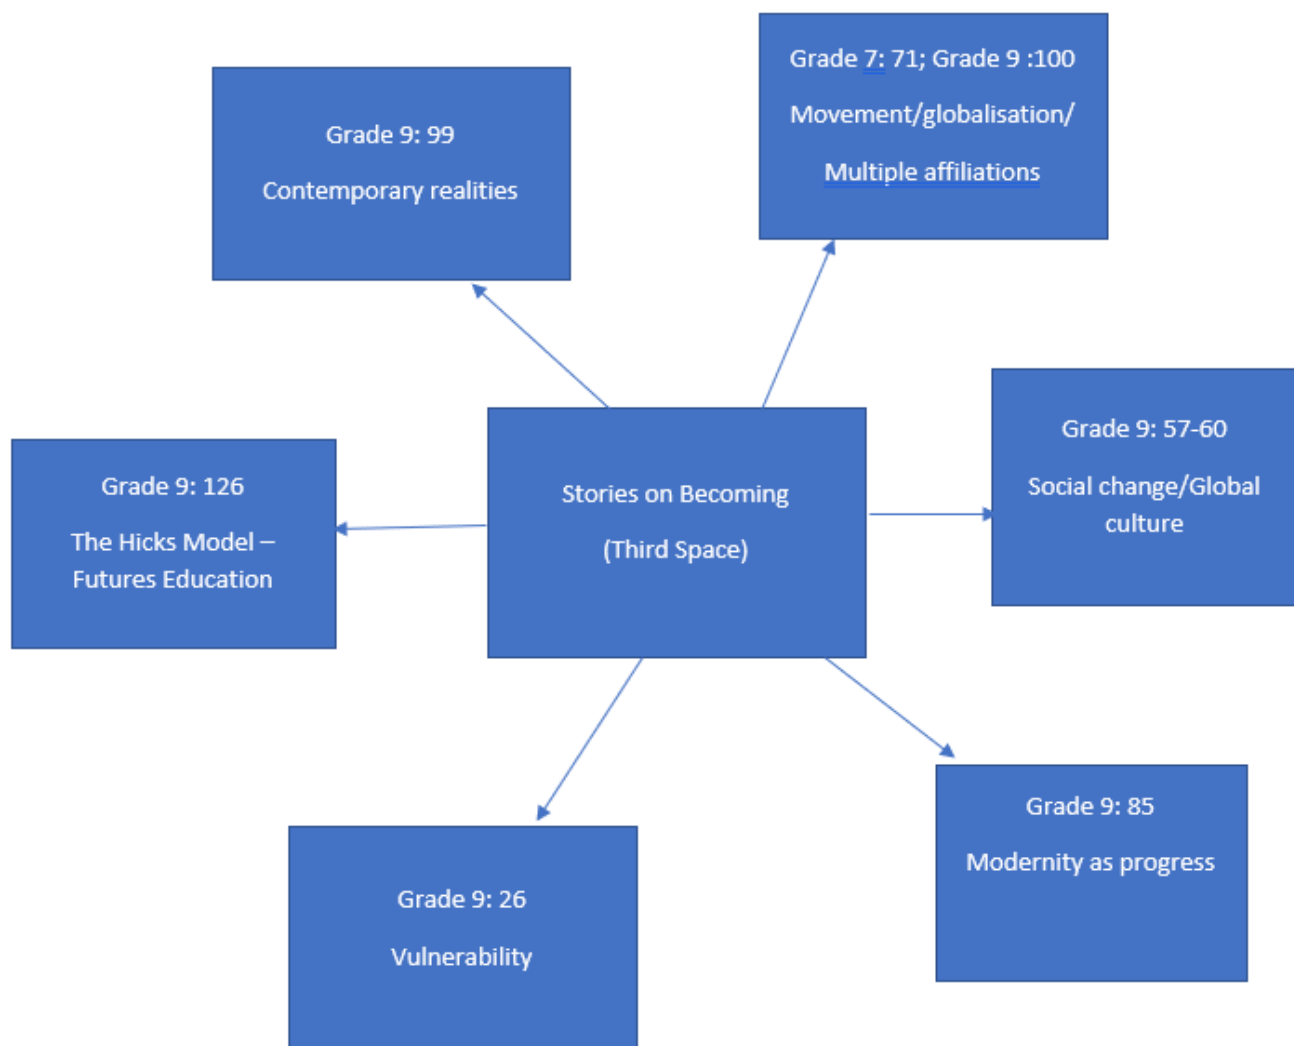 Grade 7: 71; Grade 9 :100
Movement/globalisation/
Multiple affiliations
Grade 9: 99
Contemporary realities
Grade 9: 57-60
Social change/Global
culture
Grade 9: 126
The Hicks Model –
Futures Education
Stories on Becoming
(Third Space)
Grade 9: 85
Modernity as progress
Grade 9: 26
Vulnerability